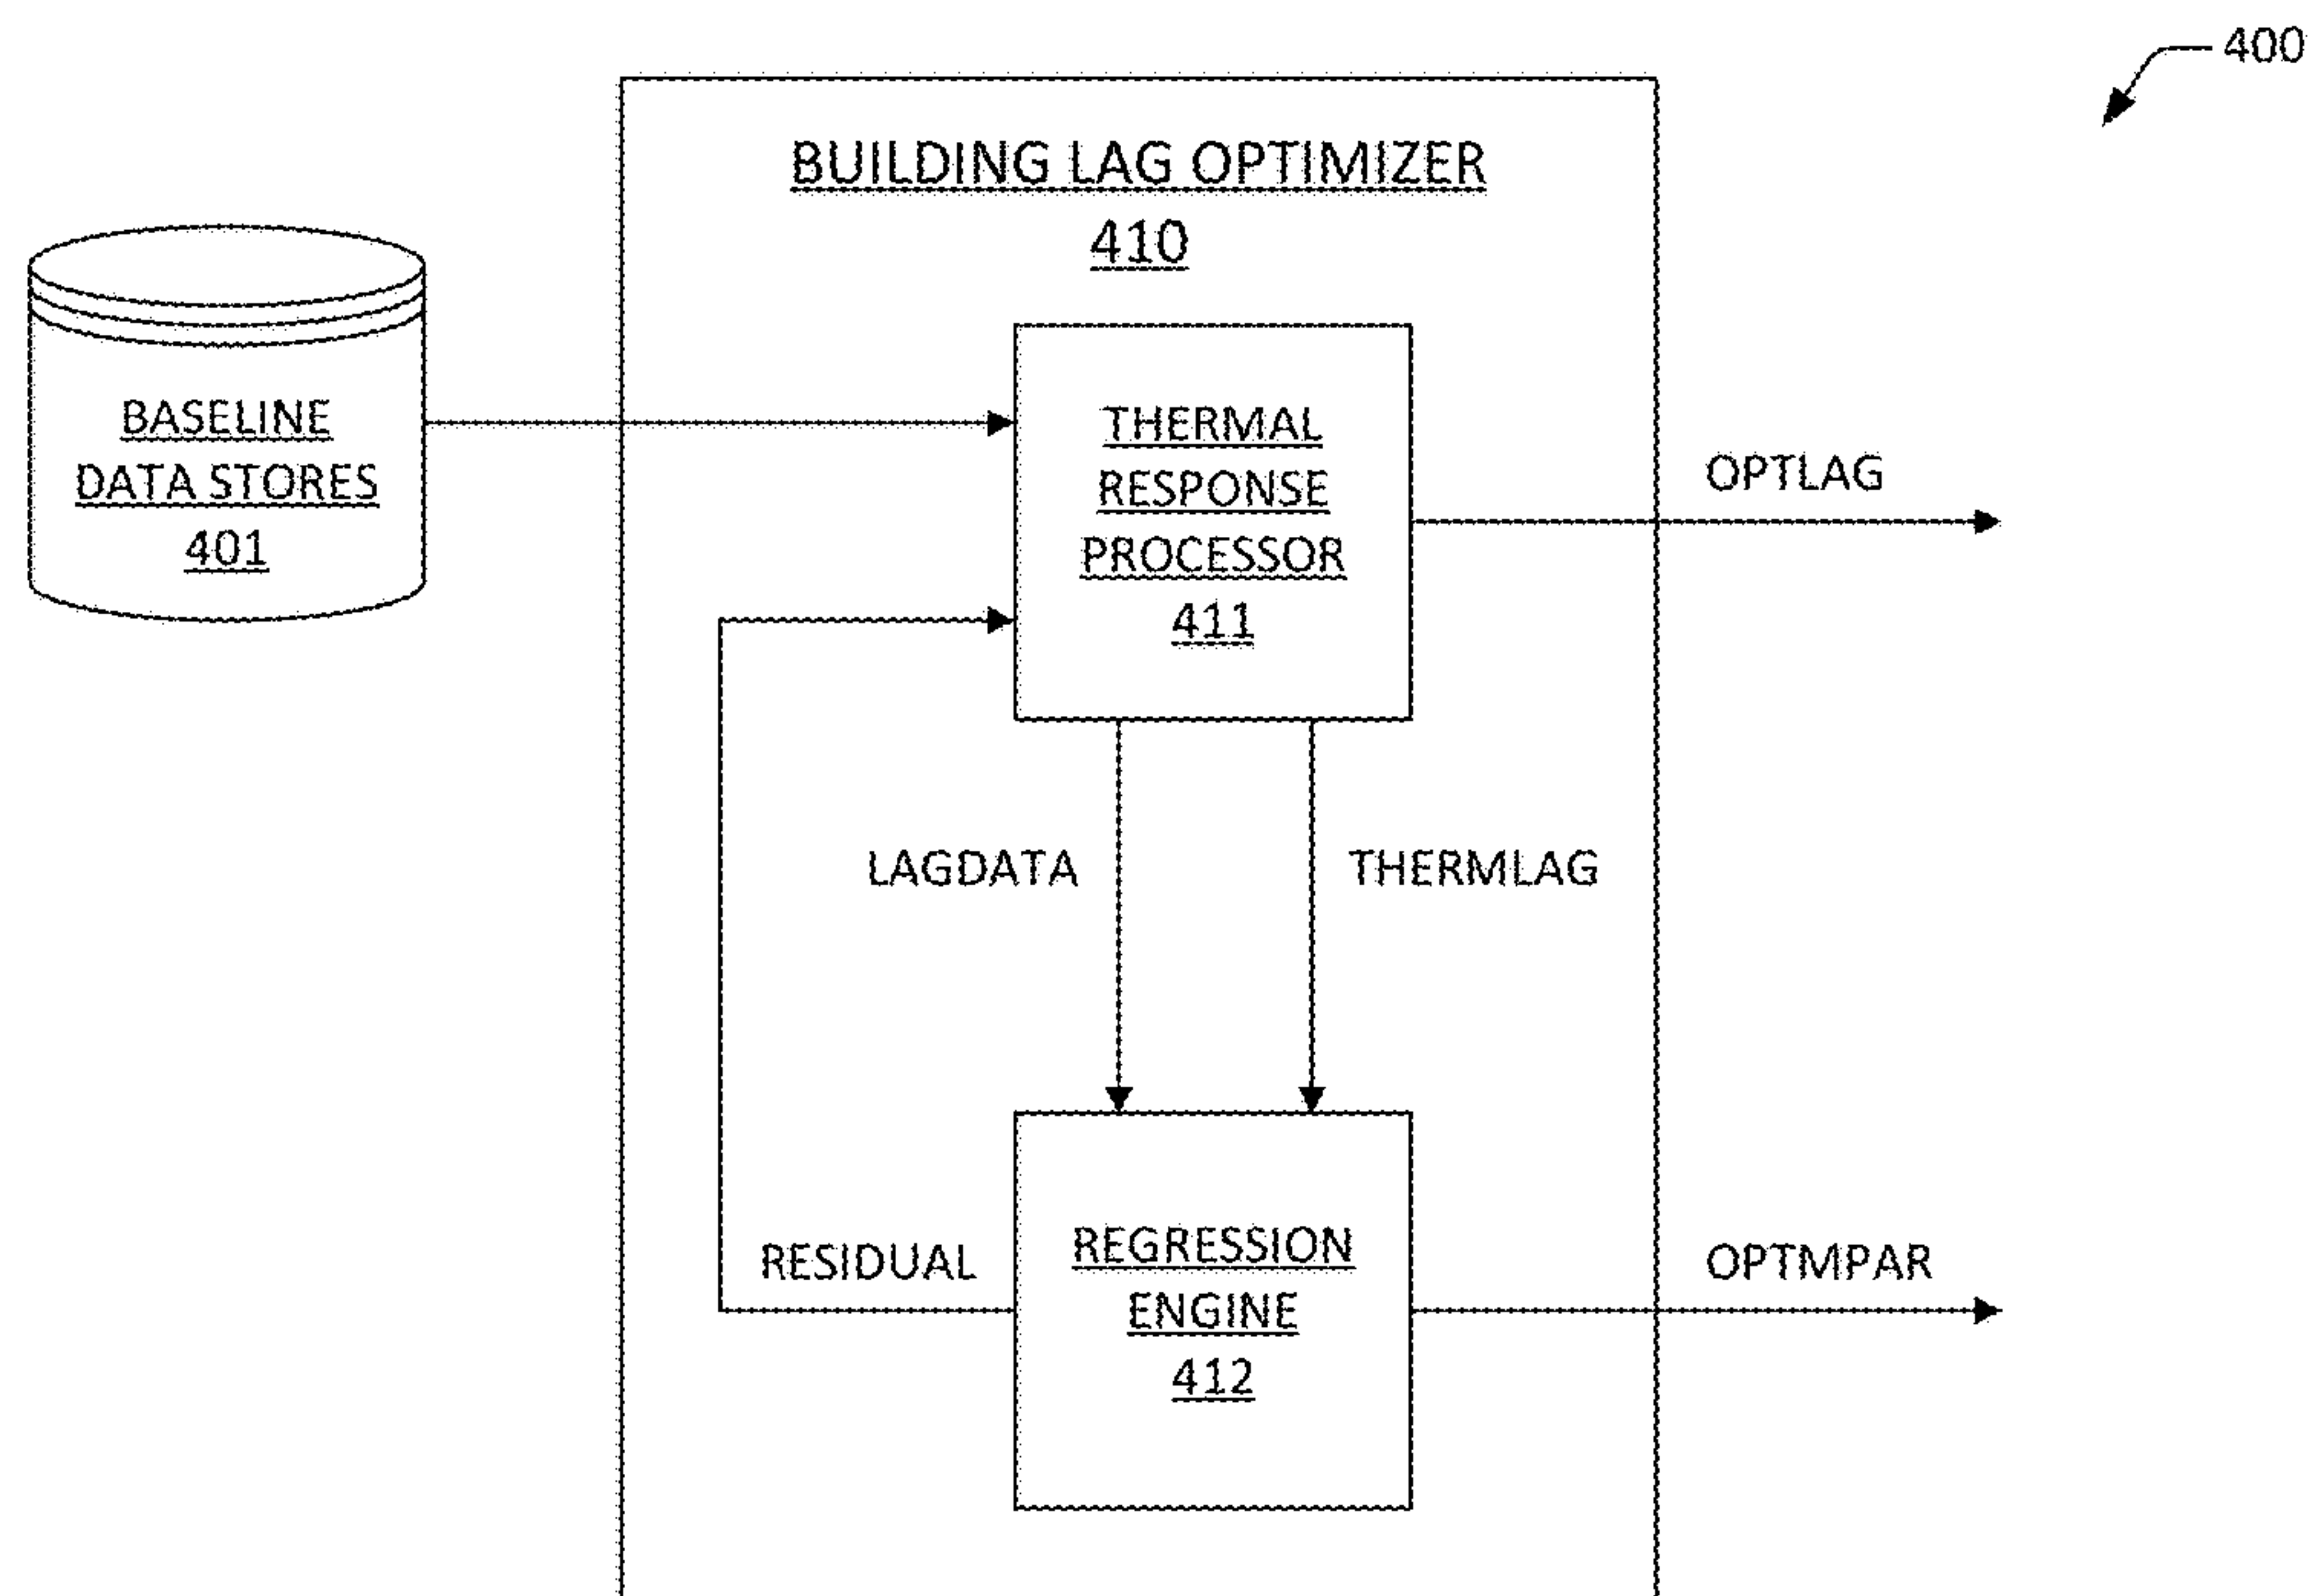 400
BUILDING LAG OPTIMIZER
410
BASELINE
DATA STORES
401
THERMAL
RESPONSE
PROCESSOR
411
OPTLAG
LAGDATA
THERMLAG
RESIDUAL
REGRESSION
ENGINE
412
OPTMPAR